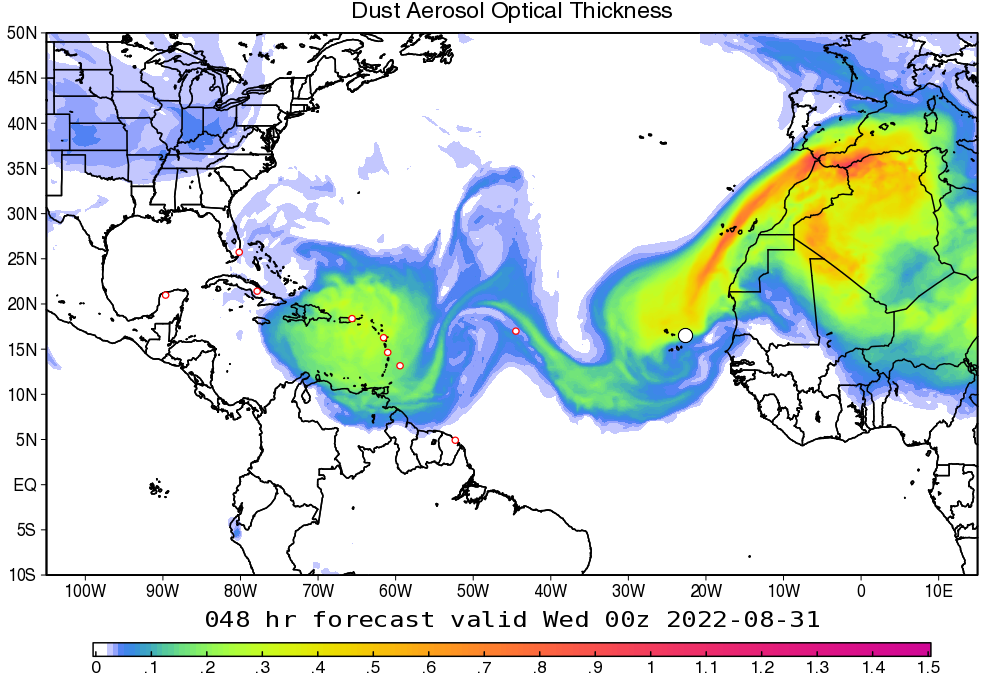 Dust Aerosol Optical Thickness
50N
45N
40N
35N
30N
25N
20N
15N
10N
5N
EQ
5S
10S
100W 90W 80W 70W 60W 50W 40W 30W 20W 10W 0 10E
048 hr forecast valid Wed 00z 2022-08-31
0 .1 .2 .3 .4 .5 .6 .7 .8 .9 1 1.1 1.2 1.3 1.4 1.5